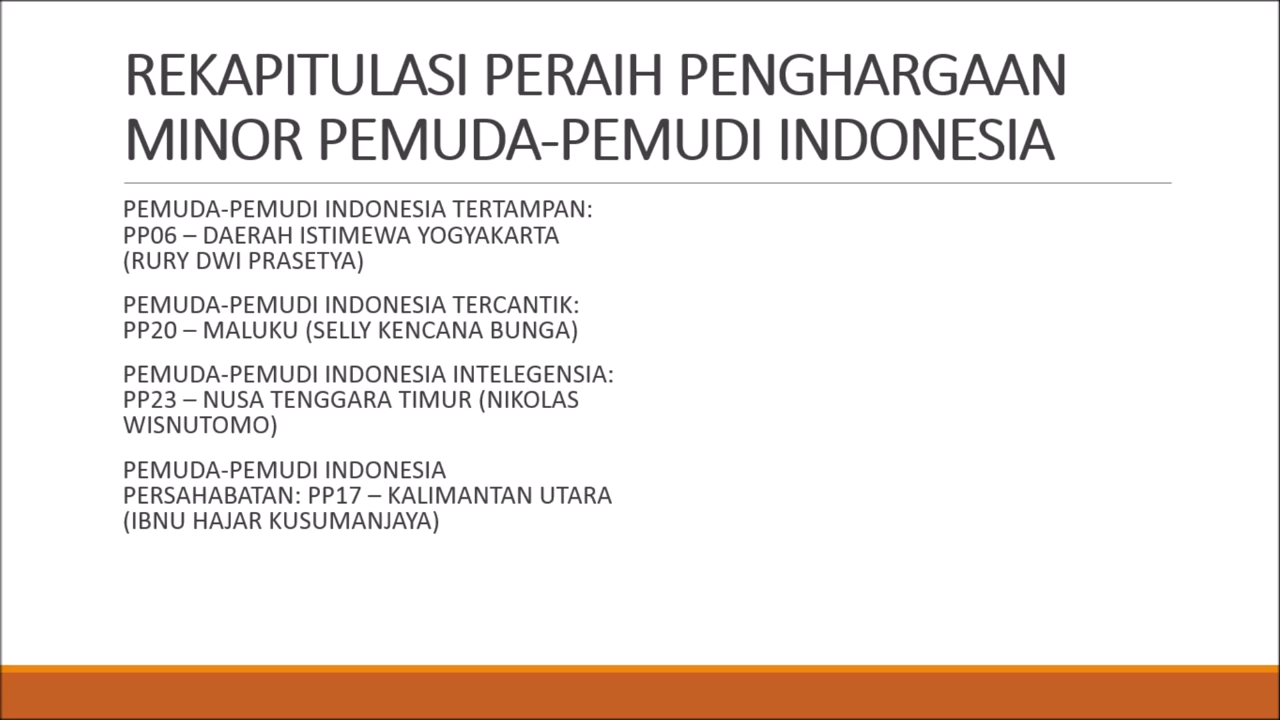 REKAPITULASI PERAIH PENGHARGAAN
MINOR PEMUDA-PEMUDI INDONESIA
PEMUDA-PEMUDI INDONESIA TERTAMPAN:
PP06 – DAERAH ISTIMEWA YOGYAKARTA
(RURY DWI PRASETYA)
PEMUDA-PEMUDI INDONESIA TERCANTIK:
PP20 – MALUKU (SELLY KENCANA BUNGA)
PEMUDA-PEMUDI INDONESIA INTELEGENSIA:
PP23 – NUSA TENGGARA TIMUR (NIKOLAS
WISNUTOMO)
PEMUDA-PEMUDI INDONESIA
PERSAHABATAN: PP17 – KALIMANTAN UTARA
(IBNU HAJAR KUSUMANJAYA)